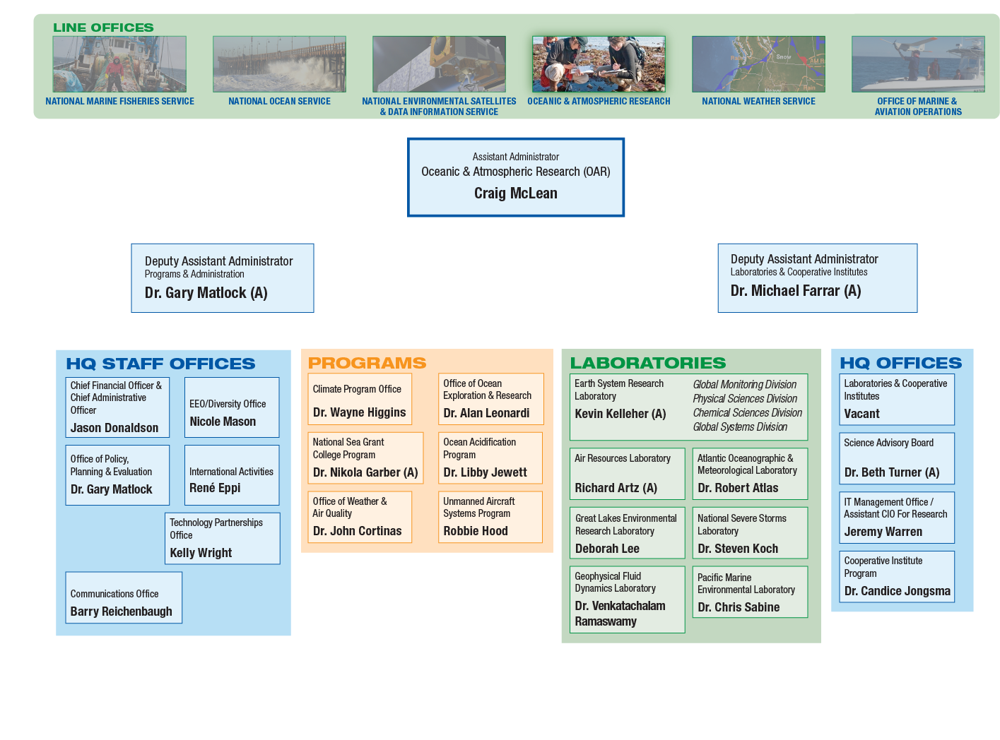 LINE OFFICES
Rain
Snow
Heavy
Rain
NATIONAL MARINE FISHERIES SERVICE
NATIONAL OCEAN SERVICE
NATIONAL ENVIRONMENTAL SATELLITES
& DATA INFORMATION SERVICE
OCEANIC & ATMOSPHERIC RESEARCH
NATIONAL WEATHER SERVICE
OFFICE OF MARINE &
AVIATION OPERATIONS
Assistant Administrator
Oceanic & Atmospheric Research (OAR)
Craig McLean
Deputy Assistant Administrator
Programs & Administration
Dr. Gary Matlock (A)
Deputy Assistant Administrator
Laboratories & Cooperative Institutes
Dr. Michael Farrar (A)
HQ STAFF OFFICES
Chief Financial Officer &
Chief Administrative
Officer
Jason Donaldson
EEO/Diversity Office
Nicole Mason
Office of Policy,
Planning & Evaluation
Dr. Gary Matlock
International Activities
René Eppi
Technology Partnerships
Office
Kelly Wright
Communications Office
Barry Reichenbaugh
PROGRAMS
Climate Program Office
Dr. Wayne Higgins
Office of Ocean
Exploration & Research
Dr. Alan Leonardi
National Sea Grant
College Program
Dr. Nikola Garber (A)
Ocean Acidification
Program
Dr. Libby Jewett
Office of Weather &
Air Quality
Dr. John Cortinas
Unmanned Aircraft
Systems Program
Robbie Hood
LABORATORIES
Earth System Research
Laboratory
Kevin Kelleher (A)
Global Monitoring Division
Physical Sciences Division
Chemical Sciences Division
Global Systems Division
Air Resources Laboratory
Richard Artz (A)
Atlantic Oceanographic &
Meteorological Laboratory
Dr. Robert Atlas
Great Lakes Environmental
Research Laboratory
Deborah Lee
National Severe Storms
Laboratory
Dr. Steven Koch
Geophysical Fluid
Dynamics Laboratory
Dr. Venkatachalam
Ramaswamy
Pacific Marine
Environmental Laboratory
Dr. Chris Sabine
HQ OFFICES
Laboratories & Cooperative
Institutes
Vacant
Science Advisory Board
Dr. Beth Turner (A)
IT Management Office /
Assistant CIO For Research
Jeremy Warren
Cooperative Institute
Program
Dr. Candice Jongsma